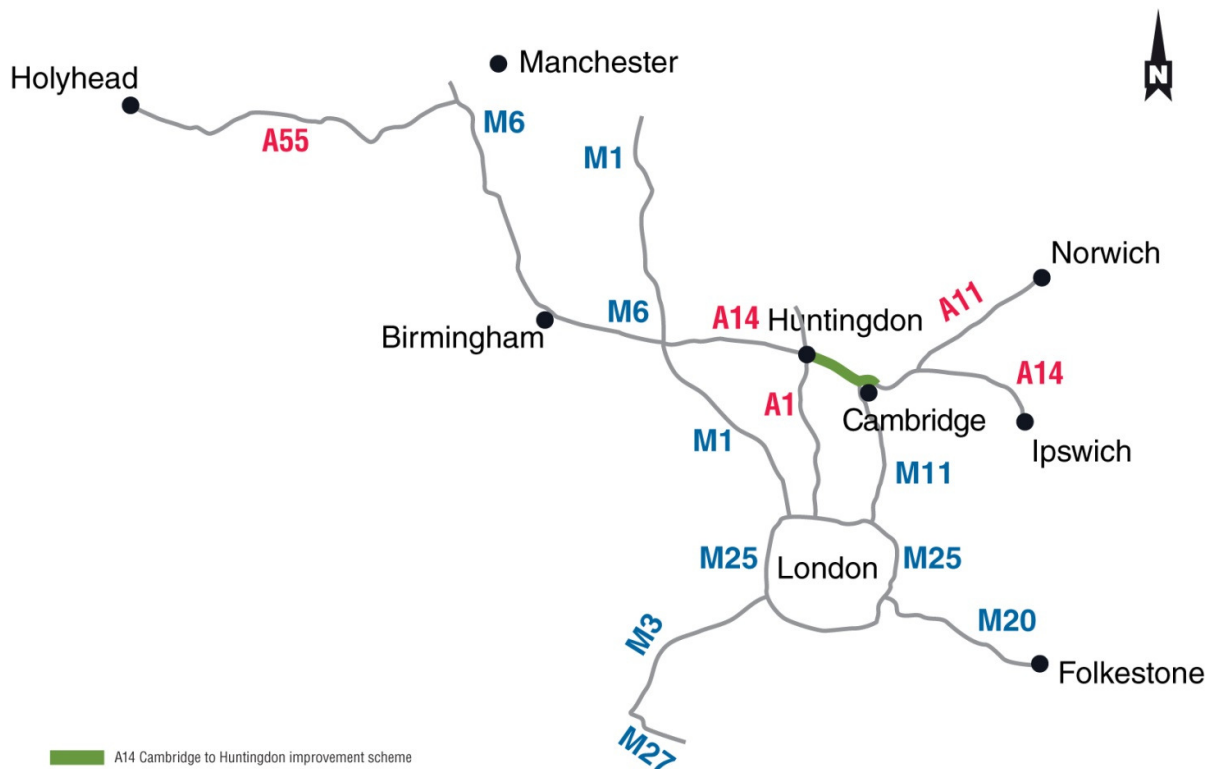 Manchester
N
Holyhead
M6
A55
M1
Norwich
A11
M6
A14
Huntingdon
Birmingham
A14
A1
Cambridge
M1
Ipswich
M11
M25
London
M25
M3
M20
Folkestone
M27
A14 Cambridge to Huntingdon improvement scheme